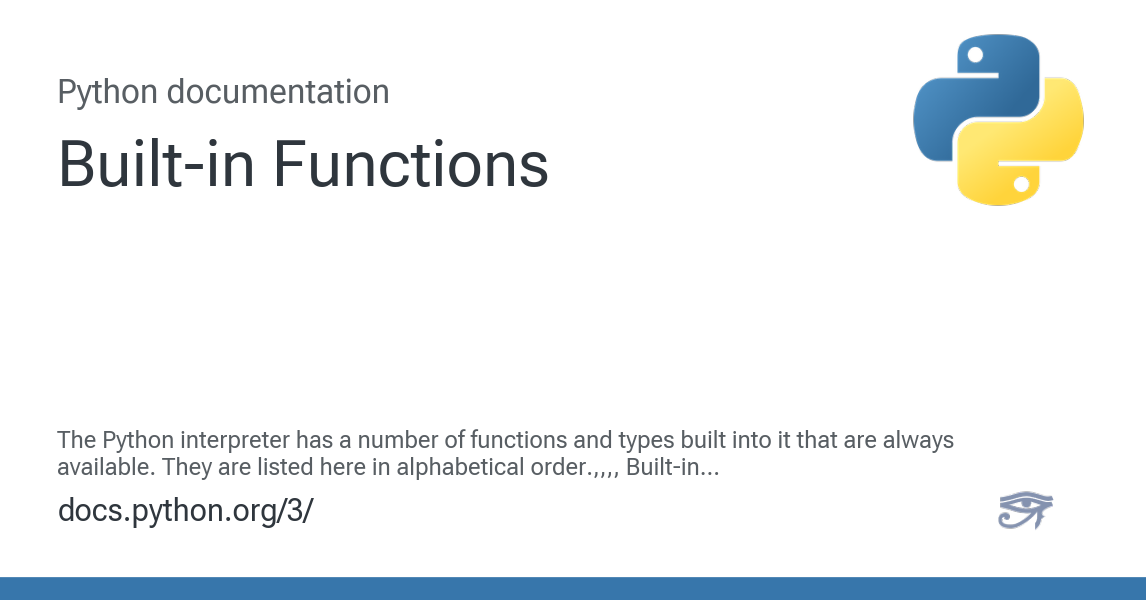 Python documentation
Built-in Functions
The Python interpreter has a number of functions and types built into it that are always
available. They are listed here in alphabetical order.,,,, Built-in...
docs.python.org/3/